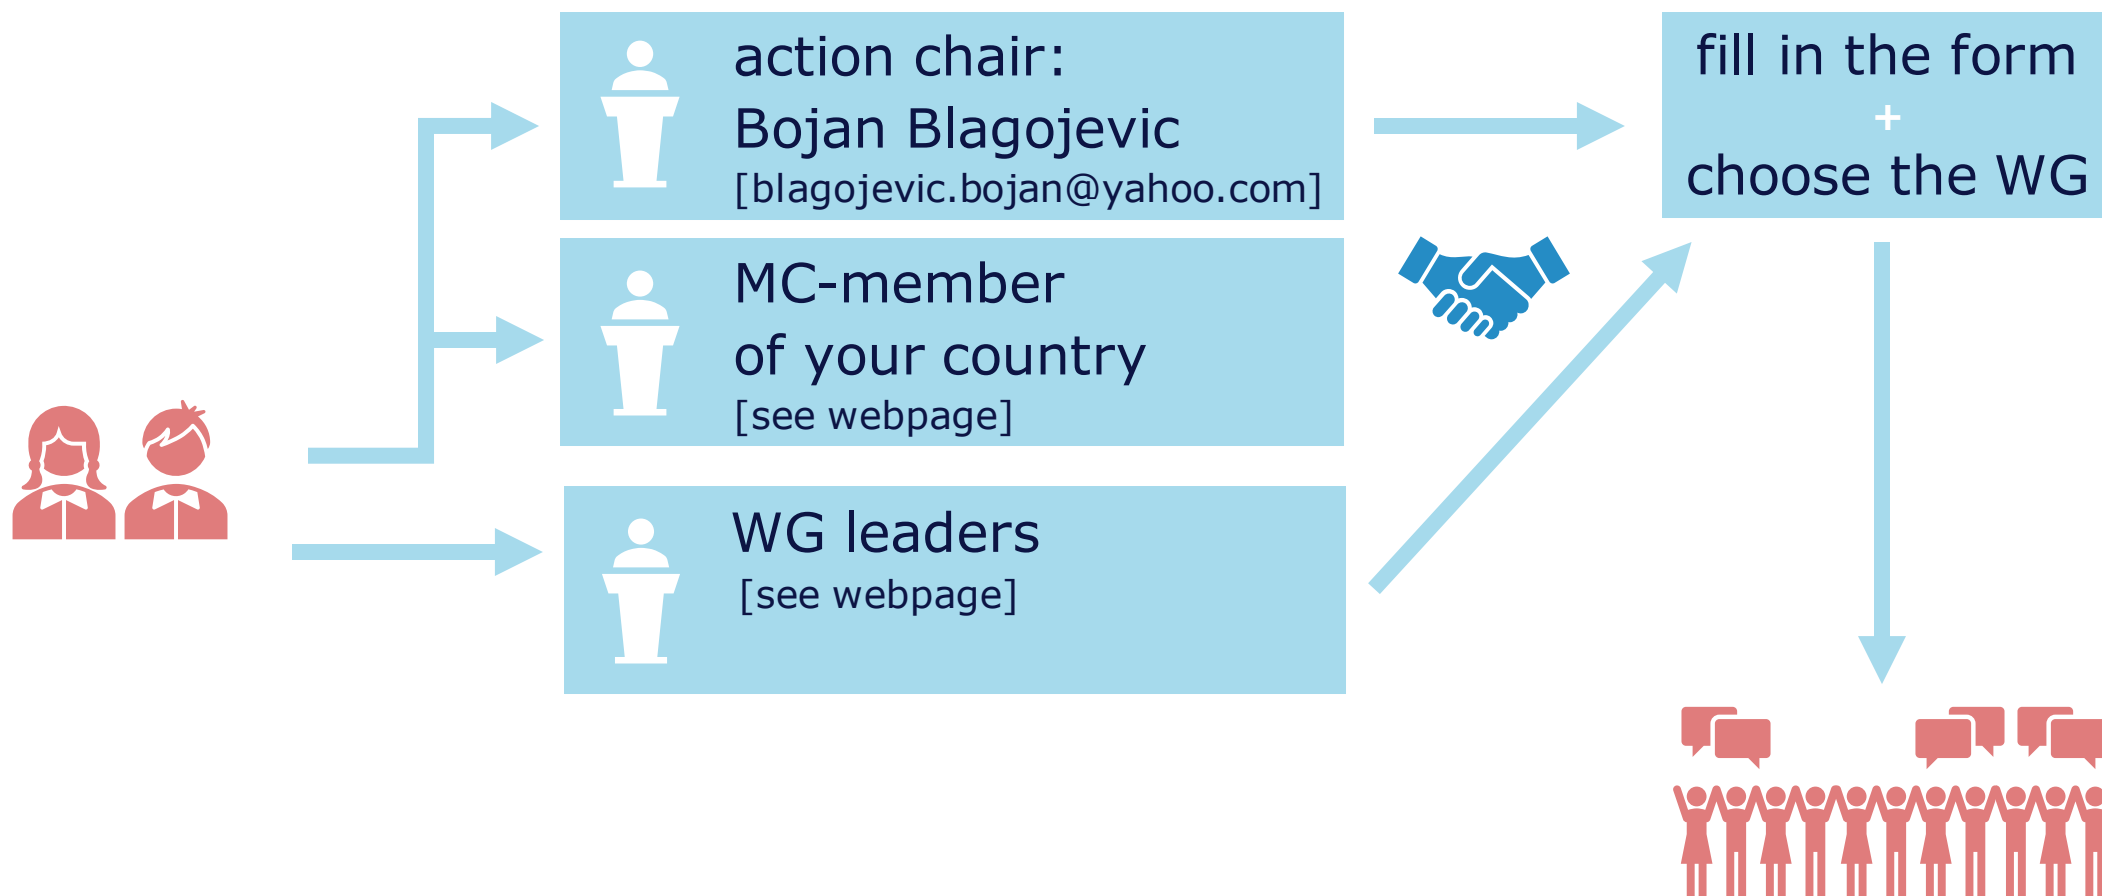 action chair:
Bojan Blagojevic
[blagojevic.bojan@yahoo.com]
MC-member
of your country
[see webpage]
WG leaders
[see webpage]
fill in the form
+
choose the WG